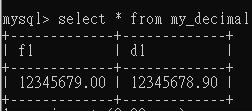 mysql> select * from my_decimal
+-------------+-------------+
| f1          | d1          |
+-------------+-------------+
| 12345679.00 | 12345678.90 |
+-------------+-------------+